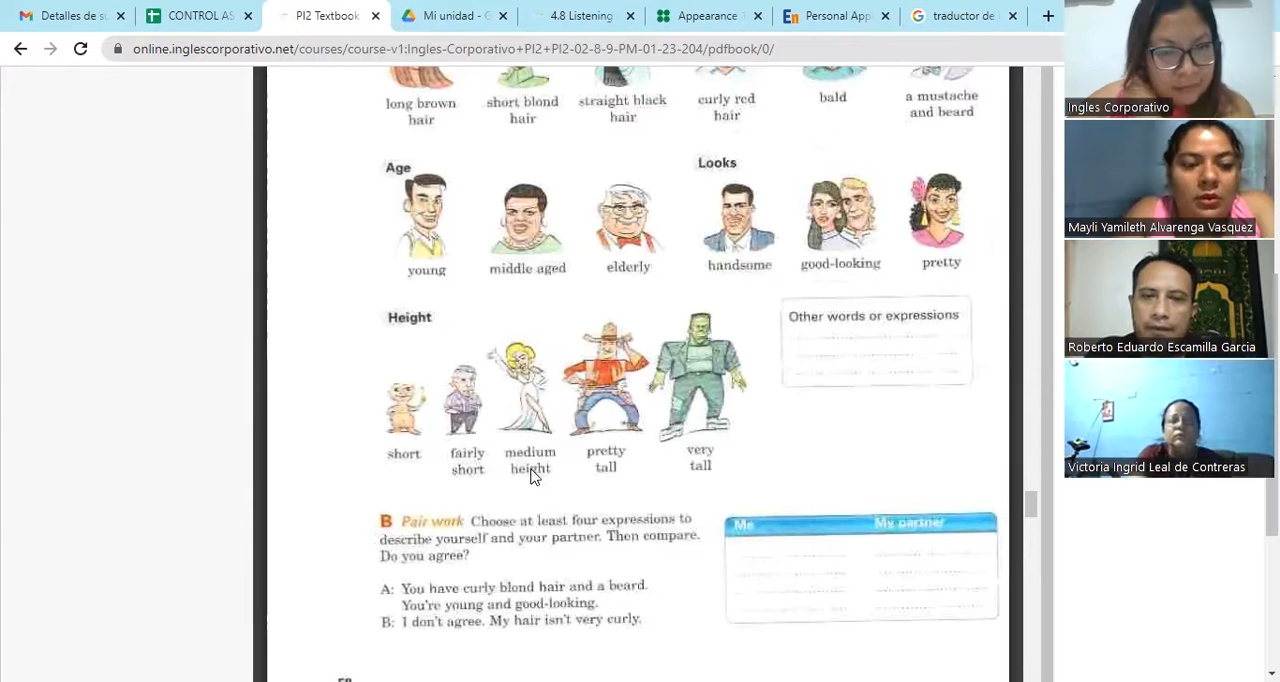 Detalles de su
CONTROL AS
PI2 Textbook
Mi unidad - G
4.8 Listening
Appearance
Personal App
traductor de
online.inglescorporativo.net/courses/course-v1:Ingles-Corporativo+PI2+PI2-02-8-9-PM-01-23-204/pdfbook/0/
long brown hair
short blond hair
straight black hair
curly red hair
bald
a mustache and beard
Age
Looks
young
middle aged
elderly
handsome
good-looking
pretty
Height
Other words or expressions
short
fairly short
medium height
pretty tall
very tall
B Pair work Choose at least four expressions to
describe yourself and your partner. Then compare.
Do you agree?
Me
My partner
A: You have curly blond hair and a beard.
You're young and good-looking.
B: I don't agree. My hair isn't very curly.
Ingles Corporativo
Mayli Yamileth Alvarenga Vasquez
Roberto Eduardo Escamilla Garcia
Victoria Ingrid Leal de Contreras